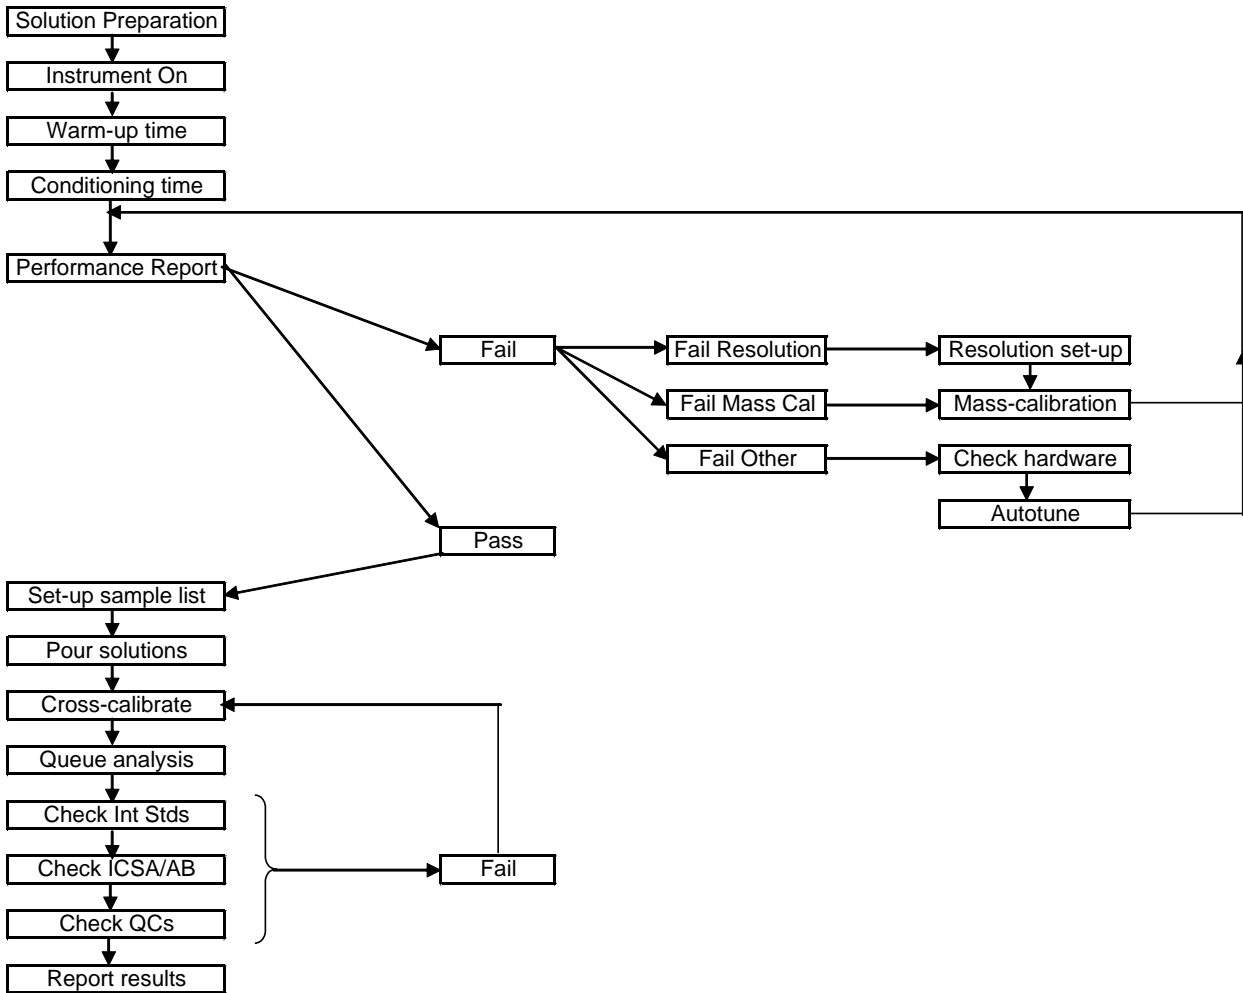 Solution Preparation
Instrument On
Warm-up time
Conditioning time
Performance Report
Fail
Fail Resolution
Resolution set-up
Fail Mass Cal
Mass-calibration
Fail Other
Check hardware
Autotune
Pass
Set-up sample list
Pour solutions
Cross-calibrate
Queue analysis
Check Int Stds
Check ICSA/AB
Fail
Check QCs
Report results